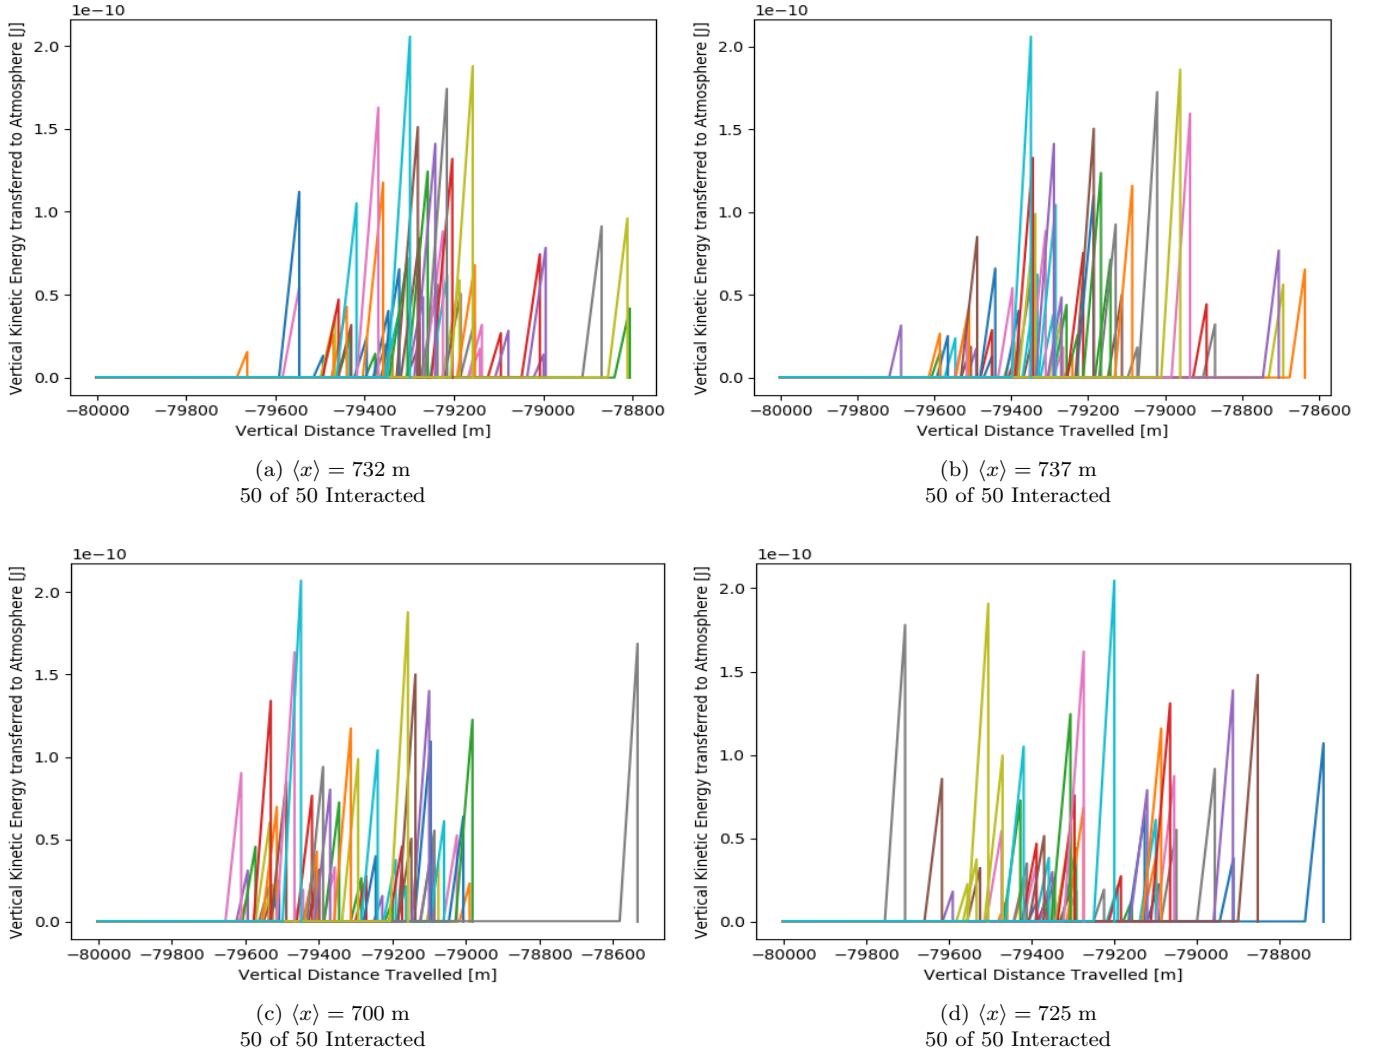 1e−10
Vertical Kinetic Energy transferred to Atmosphere [J]
2.0
1.5
1.0
0.5
0.0
−80000 −79800 −79600 −79400 −79200 −79000 −78800
Vertical Distance Travelled [m]
(a) ⟨x⟩ = 732 m
50 of 50 Interacted
1e−10
Vertical Kinetic Energy transferred to Atmosphere [J]
2.0
1.5
1.0
0.5
0.0
−80000 −79800 −79600 −79400 −79200 −79000 −78800 −78600
Vertical Distance Travelled [m]
(b) ⟨x⟩ = 737 m
50 of 50 Interacted
1e−10
Vertical Kinetic Energy transferred to Atmosphere [J]
2.0
1.5
1.0
0.5
0.0
−80000 −79800 −79600 −79400 −79200 −79000 −78800 −78600
Vertical Distance Travelled [m]
(c) ⟨x⟩ = 700 m
50 of 50 Interacted
1e−10
Vertical Kinetic Energy transferred to Atmosphere [J]
2.0
1.5
1.0
0.5
0.0
−80000 −79800 −79600 −79400 −79200 −79000 −78800
Vertical Distance Travelled [m]
(d) ⟨x⟩ = 725 m
50 of 50 Interacted